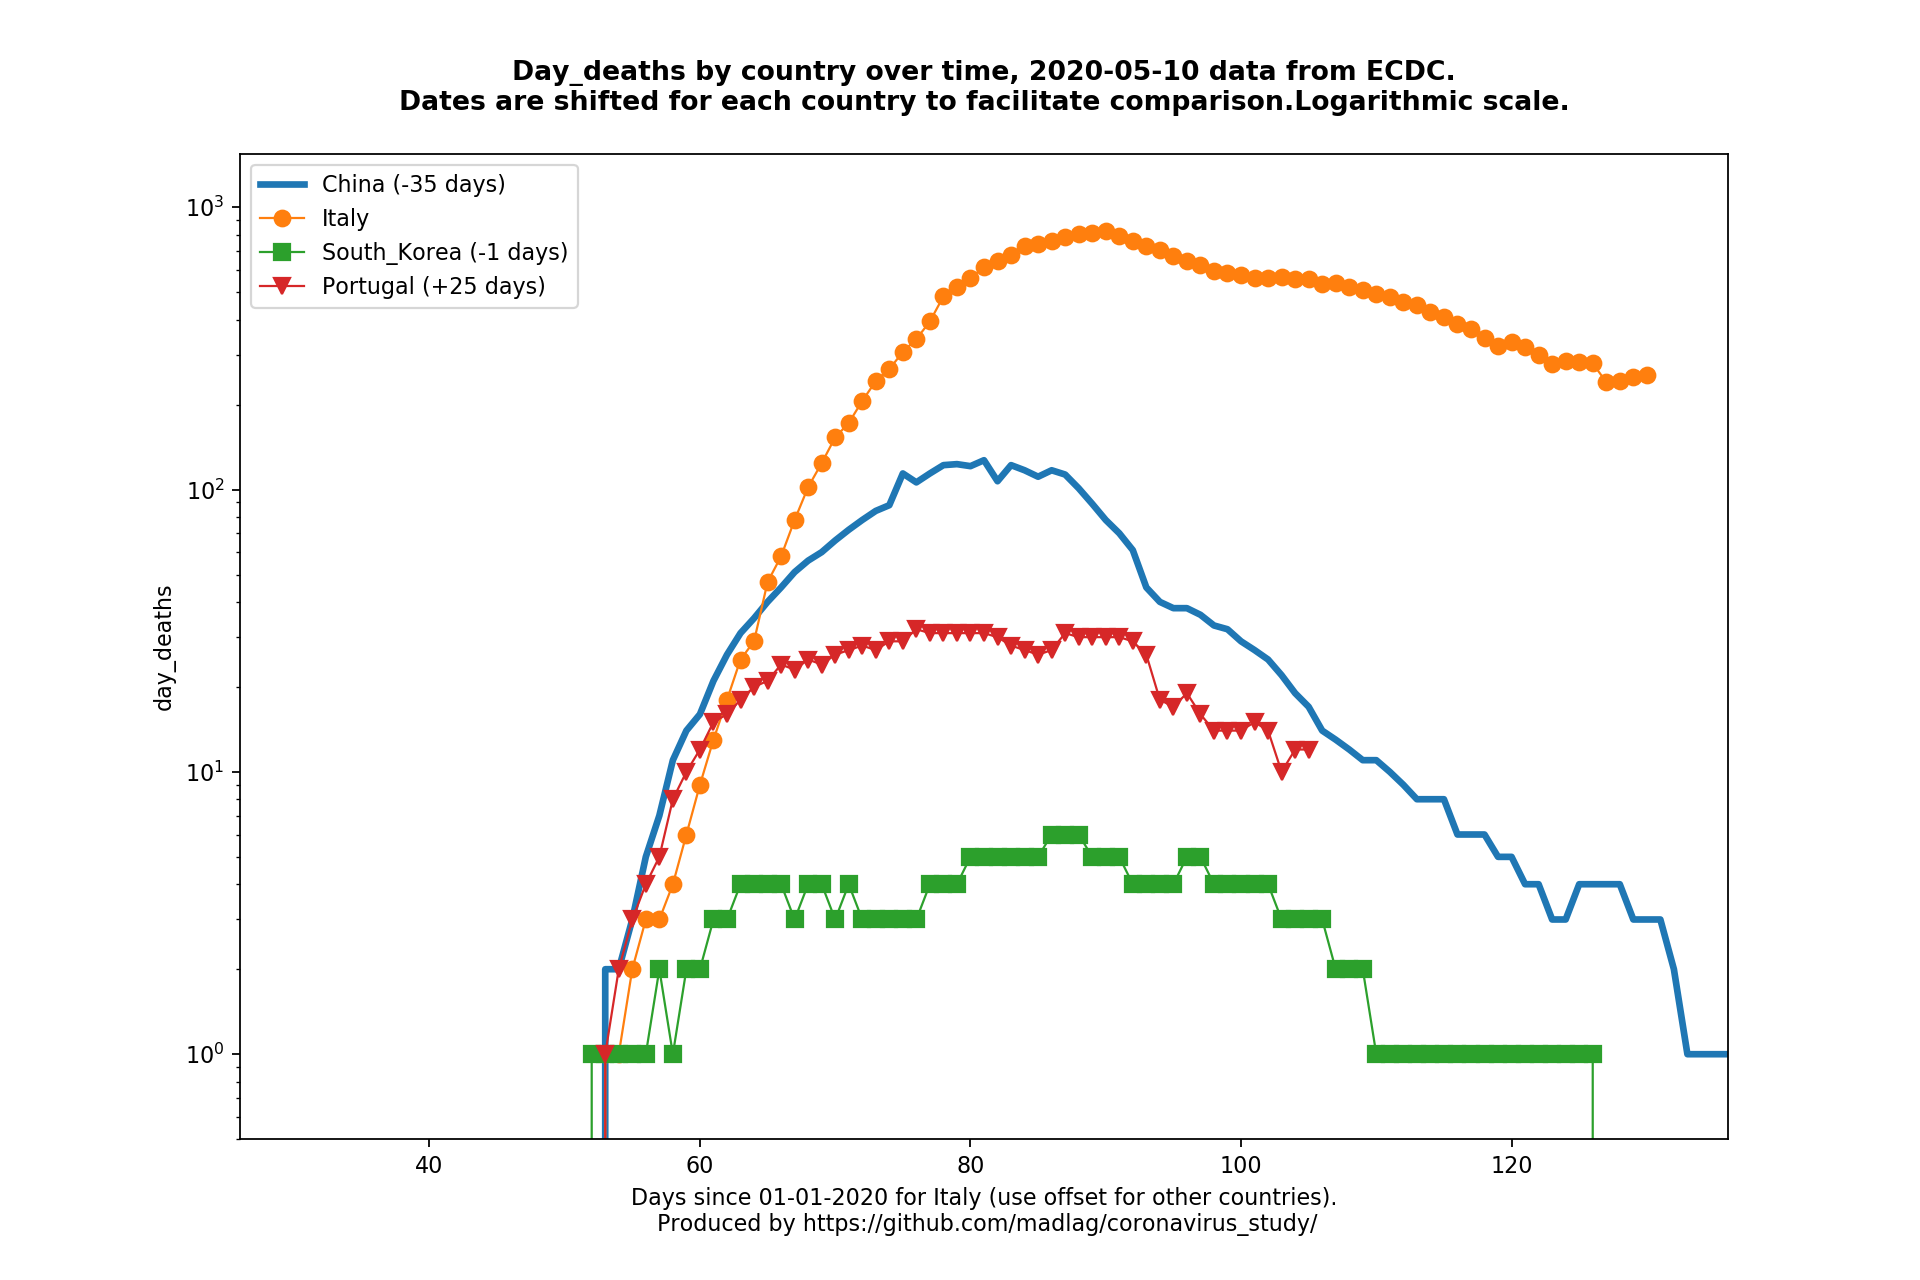 Day_deaths by country over time, 2020-05-10 data from ECDC.
Dates are shifted for each country to facilitate comparison.Logarithmic scale.
China (-35 days)
Italy
South_Korea (-1 days)
Portugal (+25 days)
10³
10²
10¹
10⁰
day_deaths
40 60 80 100 120
Days since 01-01-2020 for Italy (use offset for other countries).
Produced by https://github.com/madlag/coronavirus_study/